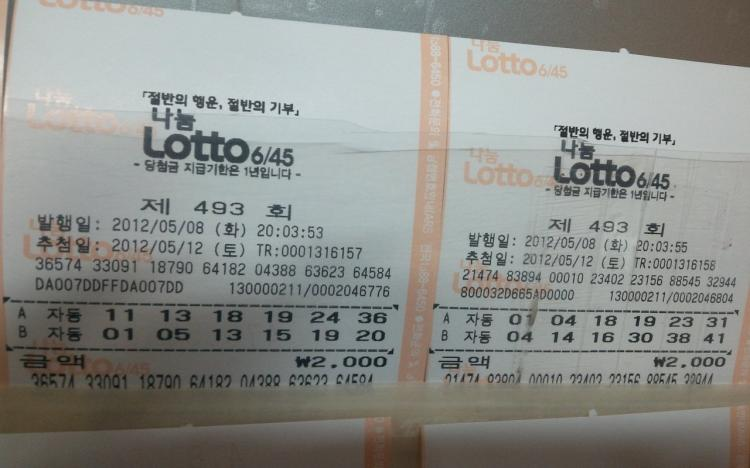 나눔
Lotto 6/45
「절반의 행운, 절반의 기부」
나눔
Lotto 6/45
- 당첨금 지급기한은 1년입니다 -
제 493 회
발행일: 2012/05/08 (화) 20:03:53
추첨일: 2012/05/12 (토) TR:0001316157
36574 33091 18790 64182 04388 63623 64584
DA007DDFFDA007DD 130000211/0002046776
A 자동 11 13 18 19 24 36
B 자동 01 05 13 15 19 20
금액 ₩2,000
36574 33091 18790 64182 04388 63623 64584
「절반의 행운, 절반의 기부」
나눔
Lotto 6/45
- 당첨금 지급기한은 1년입니다 -
제 493 회
발행일: 2012/05/08 (화) 20:03:55
추첨일: 2012/05/12 (토) TR:0001316158
21474 83894 00010 23402 23156 88545 32944
800032D665AD0000 130000211/0002046804
A 자동 01 04 18 19 23 31
B 자동 04 14 16 30 38 41
금액 ₩2,000